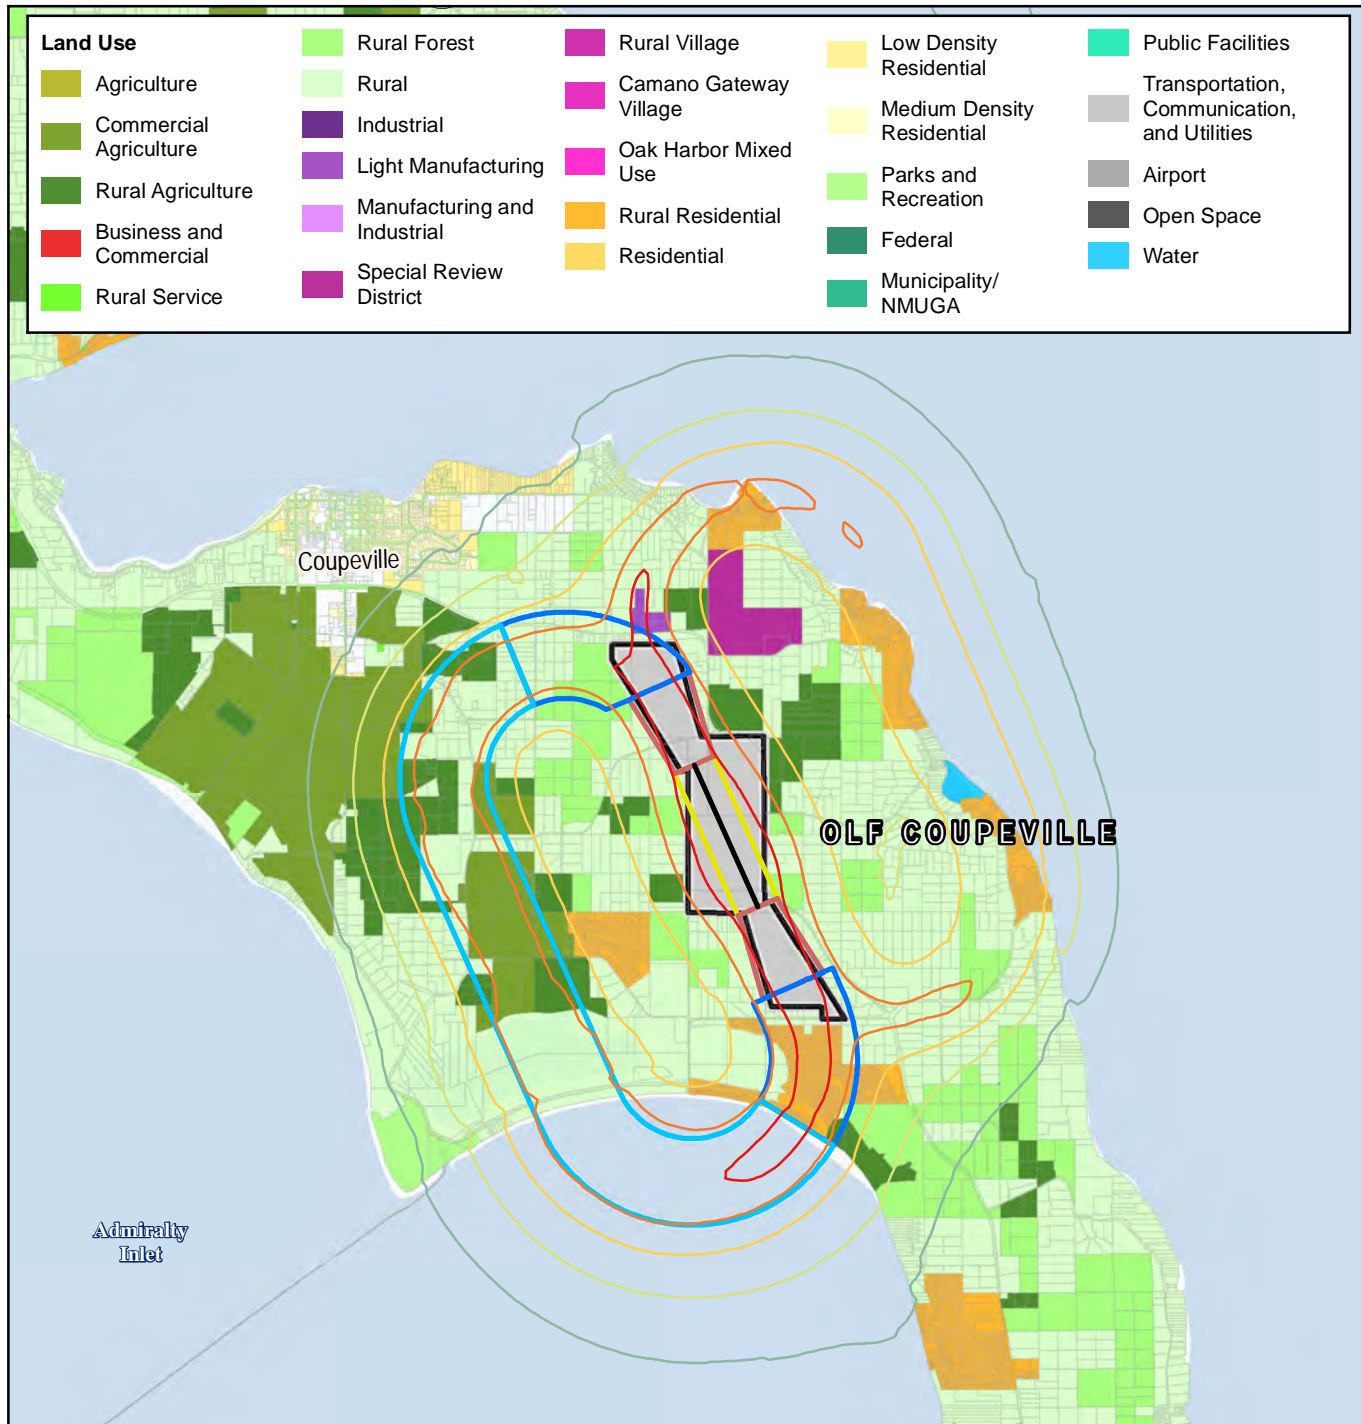 Land Use
Agriculture
Commercial
Agriculture
Rural Agriculture
Business and
Commercial
Rural Service
Rural Forest
Rural
Industrial
Light Manufacturing
Manufacturing and
Industrial
Special Review
District
Rural Village
Camano Gateway
Village
Oak Harbor Mixed
Use
Rural Residential
Residential
Low Density
Residential
Medium Density
Residential
Parks and
Recreation
Federal
Municipality/
NMUGA
Public Facilities
Transportation,
Communication,
and Utilities
Airport
Open Space
Water
Coupeville
OLF COUPEVILLE
Admiralty
Inlet